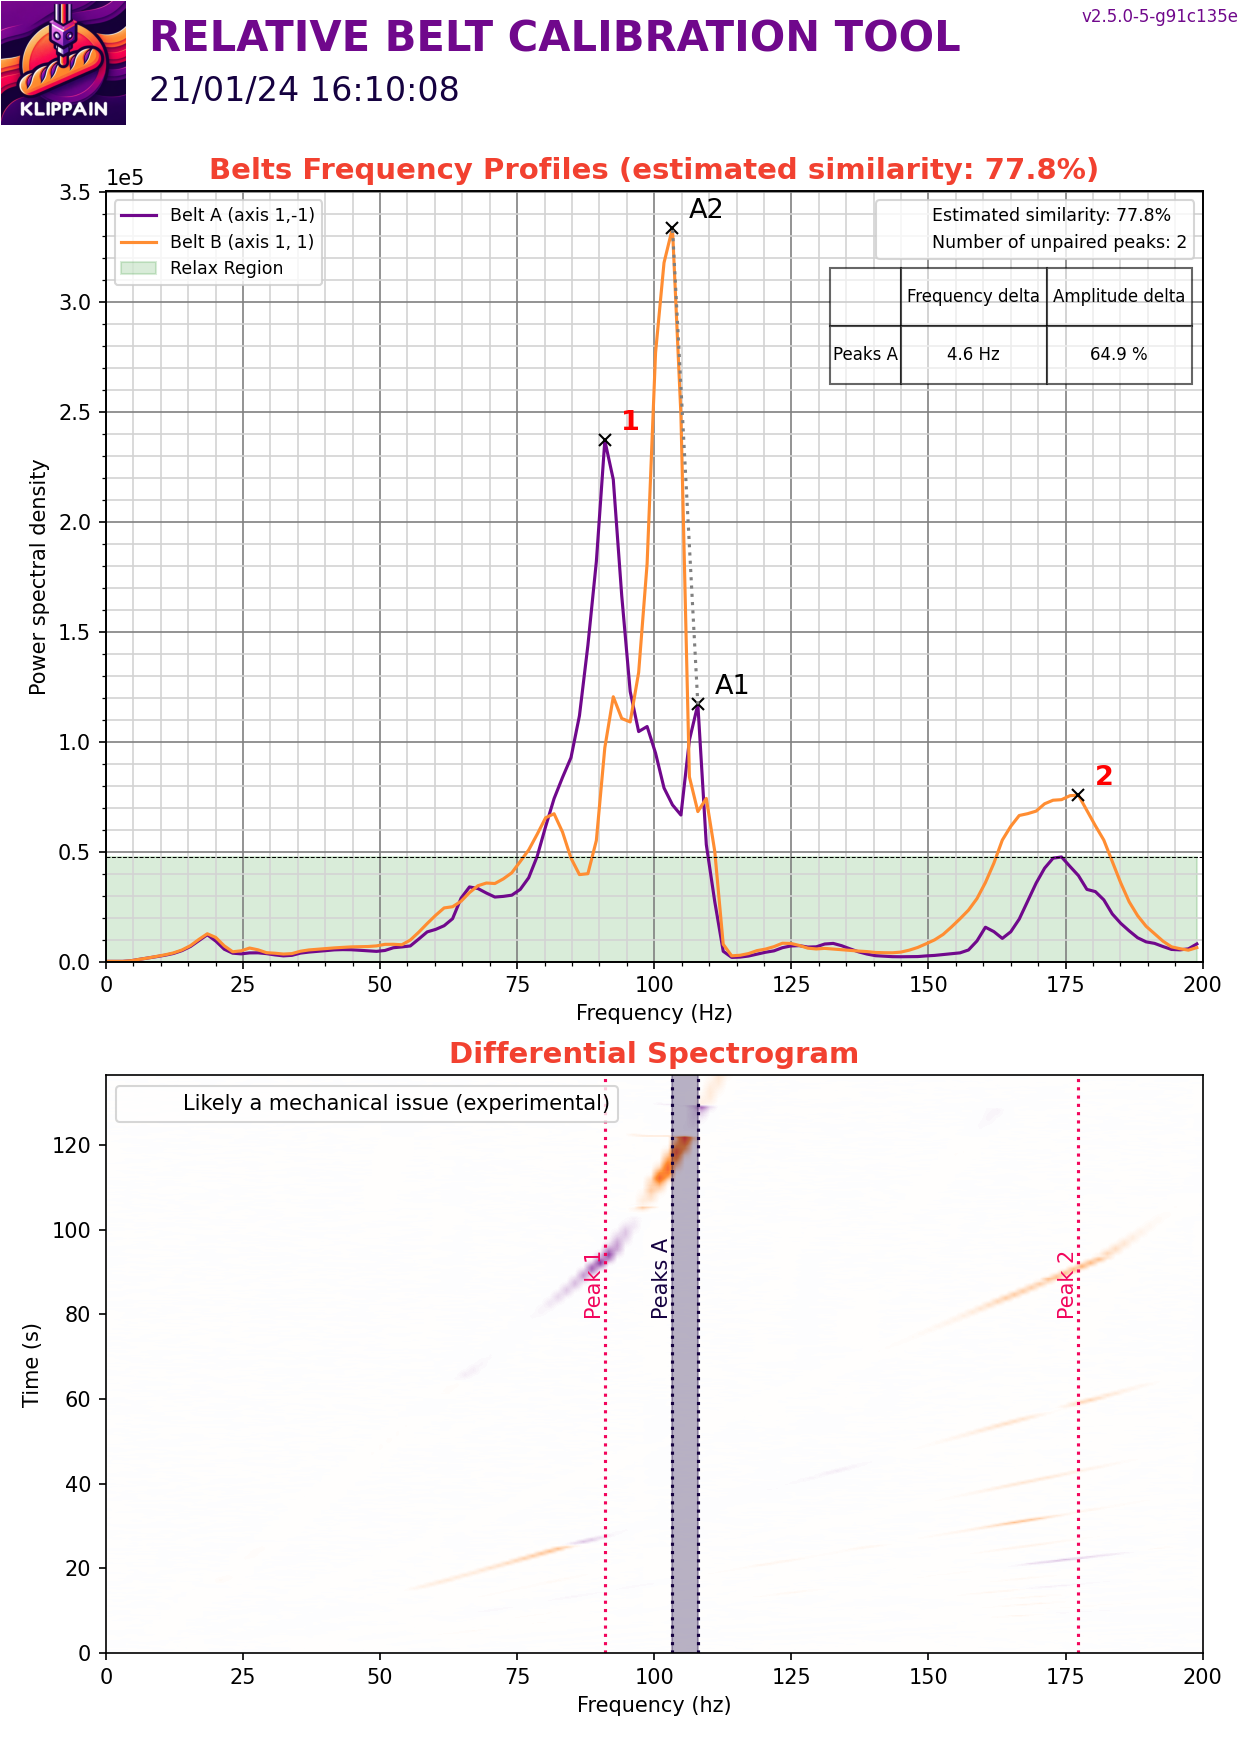 KLIPPAIN
RELATIVE BELT CALIBRATION TOOL
21/01/24 16:10:08
v2.5.0-5-g91c135e
Belts Frequency Profiles (estimated similarity: 77.8%)
1e5
Belt A (axis 1,-1)
Belt B (axis 1, 1)
Relax Region
Estimated similarity: 77.8%
Number of unpaired peaks: 2
Frequency delta Amplitude delta
Peaks A 4.6 Hz 64.9 %
A2
1
A1
2
Power spectral density
3.5
3.0
2.5
2.0
1.5
1.0
0.5
0.0
0 25 50 75 100 125 150 175 200
Frequency (Hz)
Differential Spectrogram
Likely a mechanical issue (experimental)
Peak 1
Peaks A
Peak 2
Time (s)
120
100
80
60
40
20
0
0 25 50 75 100 125 150 175 200
Frequency (hz)